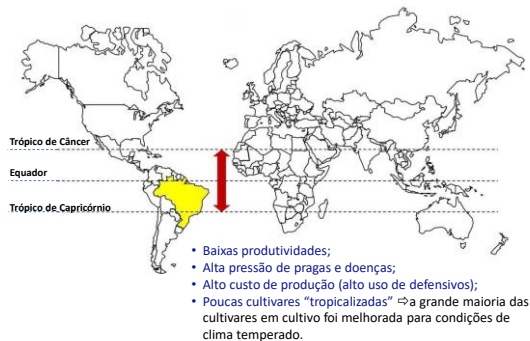 Trópico de Câncer
Equador
Trópico de Capricórnio
• Baixas produtividades;
• Alta pressão de pragas e doenças;
• Alto custo de produção (alto uso de defensivos);
• Poucas cultivares “tropicalizadas” ⇨a grande maioria das
cultivares em cultivo foi melhorada para condições de
clima temperado.